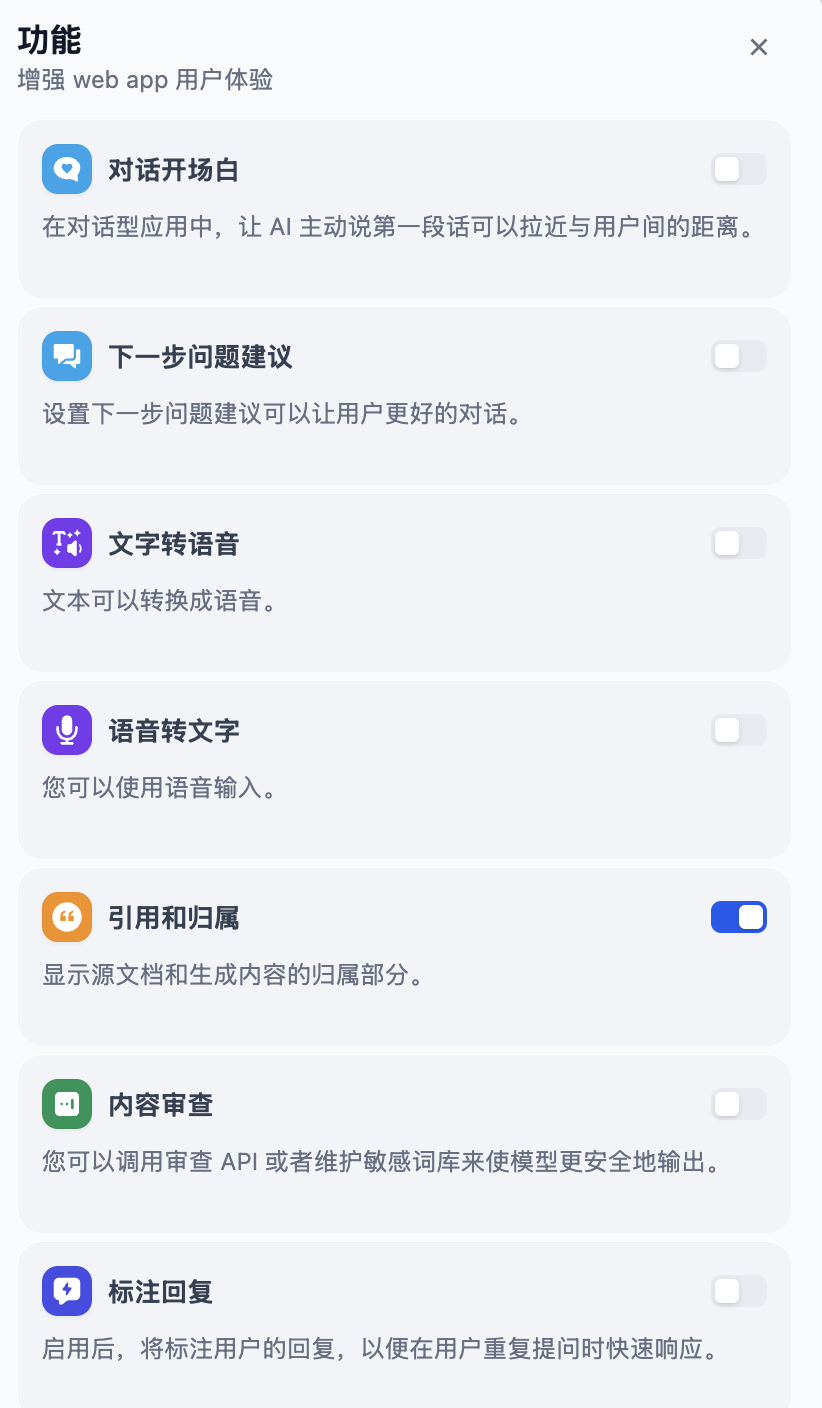 功能
增强 web app 用户体验
对话开场白
在对话型应用中，让 AI 主动说第一段话可以拉近与用户间的距离。
下一步问题建议
设置下一步问题建议可以让用户更好的对话。
文字转语音
文本可以转换成语音。
语音转文字
您可以使用语音输入。
引用和归属
显示源文档和生成内容的归属部分。
内容审查
您可以调用审查 API 或者维护敏感词库来使模型更安全地输出。
标注回复
启用后，将标注用户的回复，以便在用户重复提问时快速响应。